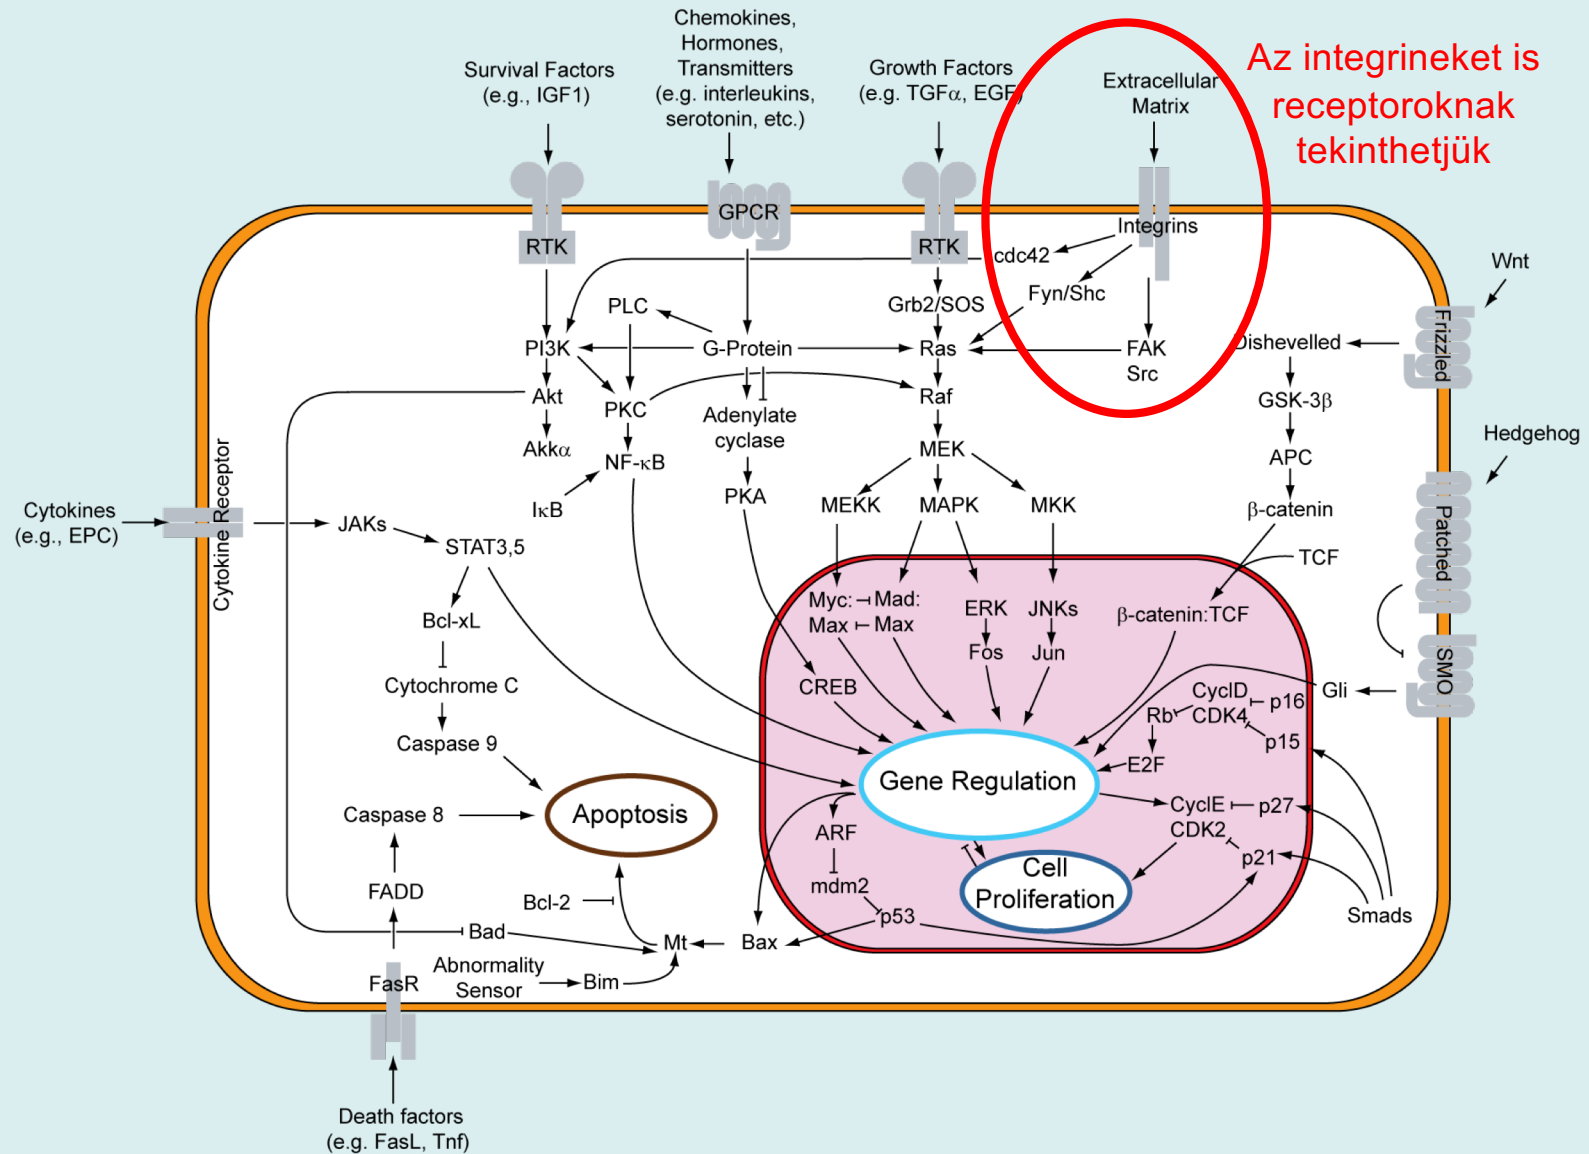 Chemokines,
Hormones,
Transmitters
(e.g. interleukins,
serotonin, etc.)
Survival Factors
(e.g., IGF1)
Growth Factors
(e.g. TGFα, EGF)
Extracellular
Matrix
Az integrineket is
receptoroknak
tekinthetjük
RTK
GPCR
RTK
Integrins
cdc42
Fyn/Shc
Grb2/SOS
PLC
PI3K
G-Protein
Ras
FAK
Src
Dishevelled
Wnt
Frizzled
Akt
PKC
Adenylate
cyclase
Raf
GSK-3β
Akkα
NF-κB
MEK
APC
Hedgehog
IκB
PKA
MEKK
MAPK
MKK
β-catenin
Patched
Cytokines
(e.g., EPC)
Cytokine Receptor
JAKs
STAT3,5
TCF
Myc:
Mad:
Max
Max
ERK
JNKs
β-catenin:TCF
Bcl-xL
Fos
Jun
SMO
Cytochrome C
CREB
Gli
CyclD
CDK4
p16
Rb
p15
Caspase 9
E2F
Gene Regulation
Caspase 8
Apoptosis
CyclE
CDK2
p27
ARF
p21
FADD
Bcl-2
mdm2
Cell
Proliferation
p53
Smads
Bad
Mt
Bax
Abnormality
Sensor
Bim
FasR
Death factors
(e.g. FasL, Tnf)